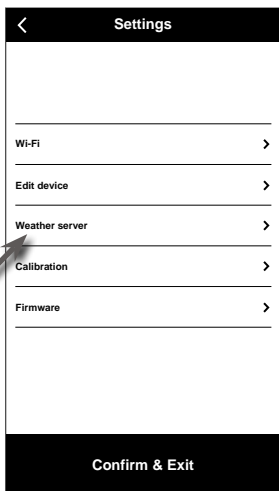 Settings
Wi-Fi
Edit device
Weather server
Calibration
Firmware
Confirm & Exit